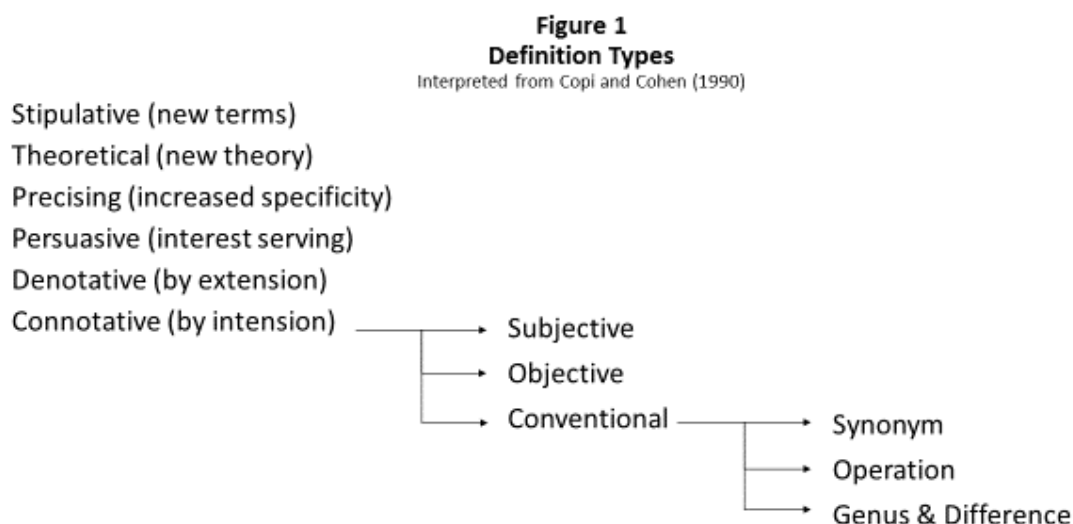 Figure 1
Definition Types
Interpreted from Copi and Cohen (1990)
Stipulative (new terms)
Theoretical (new theory)
Precising (increased specificity)
Persuasive (interest serving)
Denotative (by extension)
Connotative (by intension)
Subjective
Objective
Conventional
Synonym
Operation
Genus & Difference